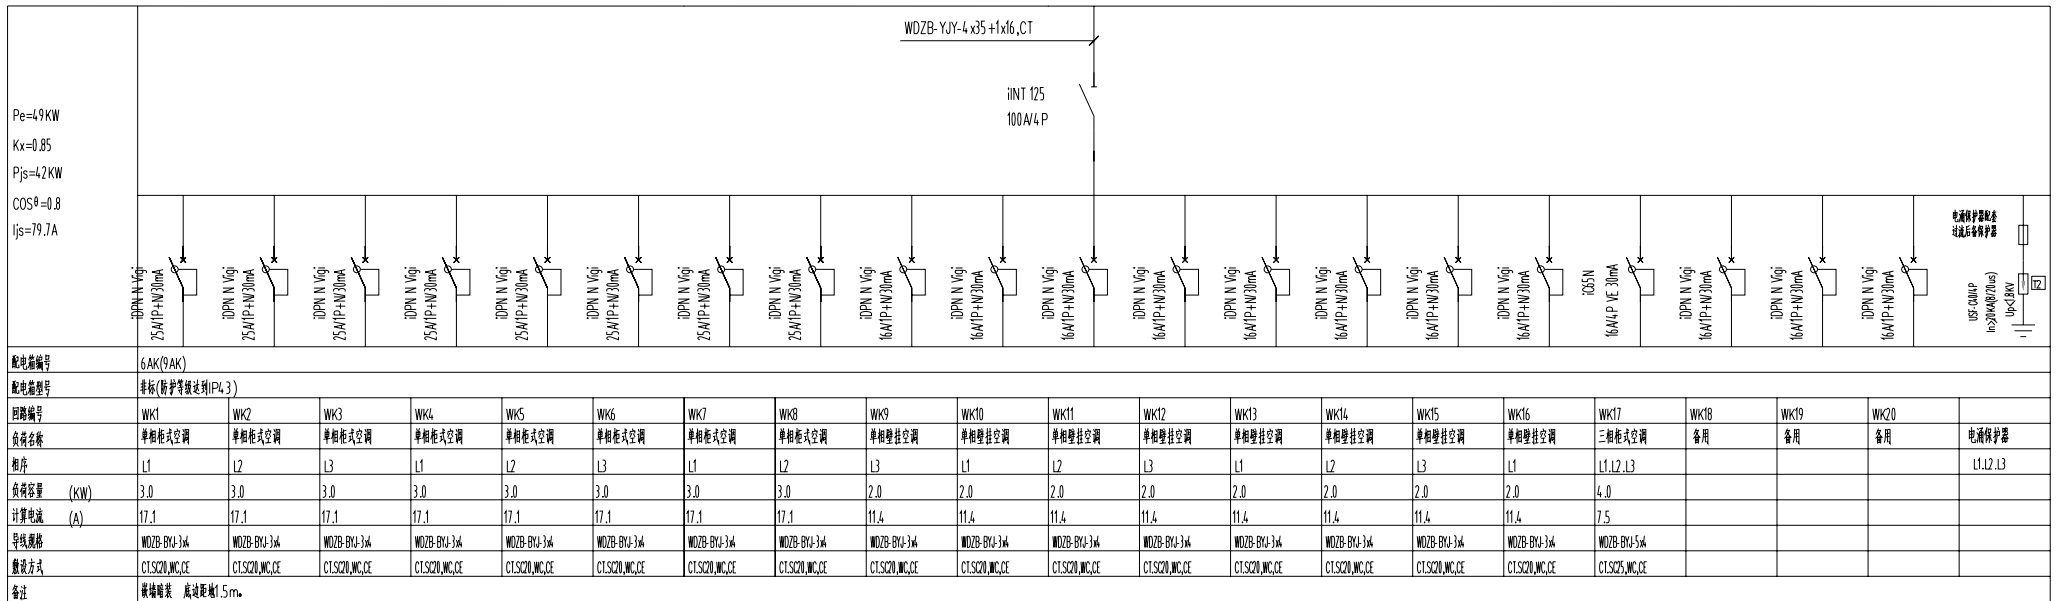 WDZB-YJY-4x35+1x16,CT
iINT 125
100A/4P
Pe=49KW
Kx=0.85
Pjs=42KW
COSθ=0.8
Ijs=79.7A
iDPN N Vigi
25A/1P+N/30mA
iDPN N Vigi
25A/1P+N/30mA
iDPN N Vigi
25A/1P+N/30mA
iDPN N Vigi
25A/1P+N/30mA
iDPN N Vigi
25A/1P+N/30mA
iDPN N Vigi
25A/1P+N/30mA
iDPN N Vigi
25A/1P+N/30mA
iDPN N Vigi
25A/1P+N/30mA
iDPN N Vigi
16A/1P+N/30mA
iDPN N Vigi
16A/1P+N/30mA
iDPN N Vigi
16A/1P+N/30mA
iDPN N Vigi
16A/1P+N/30mA
iDPN N Vigi
16A/1P+N/30mA
iDPN N Vigi
16A/1P+N/30mA
iDPN N Vigi
16A/1P+N/30mA
iDPN N Vigi
16A/1P+N/30mA
iC65N
16A/4P VE 30mA
iDPN N Vigi
16A/1P+N/30mA
iDPN N Vigi
16A/1P+N/30mA
iDPN N Vigi
16A/1P+N/30mA
电涌保护器配套
过流后备保护器
In≥20KA(8/20us)
Up<1.8KV
T2
配电箱编号 6AK(9AK)
配电箱型号 非标(防护等级达到IP43)
回路编号 WK1 WK2 WK3 WK4 WK5 WK6 WK7 WK8 WK9 WK10 WK11 WK12 WK13 WK14 WK15 WK16 WK17 WK18 WK19 WK20
负荷名称 单相柜式空调 单相柜式空调 单相柜式空调 单相柜式空调 单相柜式空调 单相柜式空调 单相柜式空调 单相柜式空调 单相壁挂空调 单相壁挂空调 单相壁挂空调 单相壁挂空调 单相壁挂空调 单相壁挂空调 单相壁挂空调 单相壁挂空调 三相柜式空调 备用 备用 备用 电涌保护器
相序 L1 L2 L3 L1 L2 L3 L1 L2 L3 L1 L2 L3 L1 L2 L3 L1 L1.L2.L3 L1.L2.L3
负荷容量 (KW) 3.0 3.0 3.0 3.0 3.0 3.0 3.0 3.0 2.0 2.0 2.0 2.0 2.0 2.0 2.0 2.0 4.0
计算电流 (A) 17.1 17.1 17.1 17.1 17.1 17.1 17.1 17.1 11.4 11.4 11.4 11.4 11.4 11.4 11.4 11.4 7.5
导线规格 WDZB-BYJ-3x4 WDZB-BYJ-3x4 WDZB-BYJ-3x4 WDZB-BYJ-3x4 WDZB-BYJ-3x4 WDZB-BYJ-3x4 WDZB-BYJ-3x4 WDZB-BYJ-3x4 WDZB-BYJ-3x4 WDZB-BYJ-3x4 WDZB-BYJ-3x4 WDZB-BYJ-3x4 WDZB-BYJ-3x4 WDZB-BYJ-3x4 WDZB-BYJ-3x4 WDZB-BYJ-3x4 WDZB-BYJ-5x4
敷设方式 CT.SC20,WC,CE CT.SC20,WC,CE CT.SC20,WC,CE CT.SC20,WC,CE CT.SC20,WC,CE CT.SC20,WC,CE CT.SC20,WC,CE CT.SC20,WC,CE CT.SC20,WC,CE CT.SC20,WC,CE CT.SC20,WC,CE CT.SC20,WC,CE CT.SC20,WC,CE CT.SC20,WC,CE CT.SC20,WC,CE CT.SC20,WC,CE CT.SC25,WC,CE
备注 嵌墙暗装 底边距地1.5m。